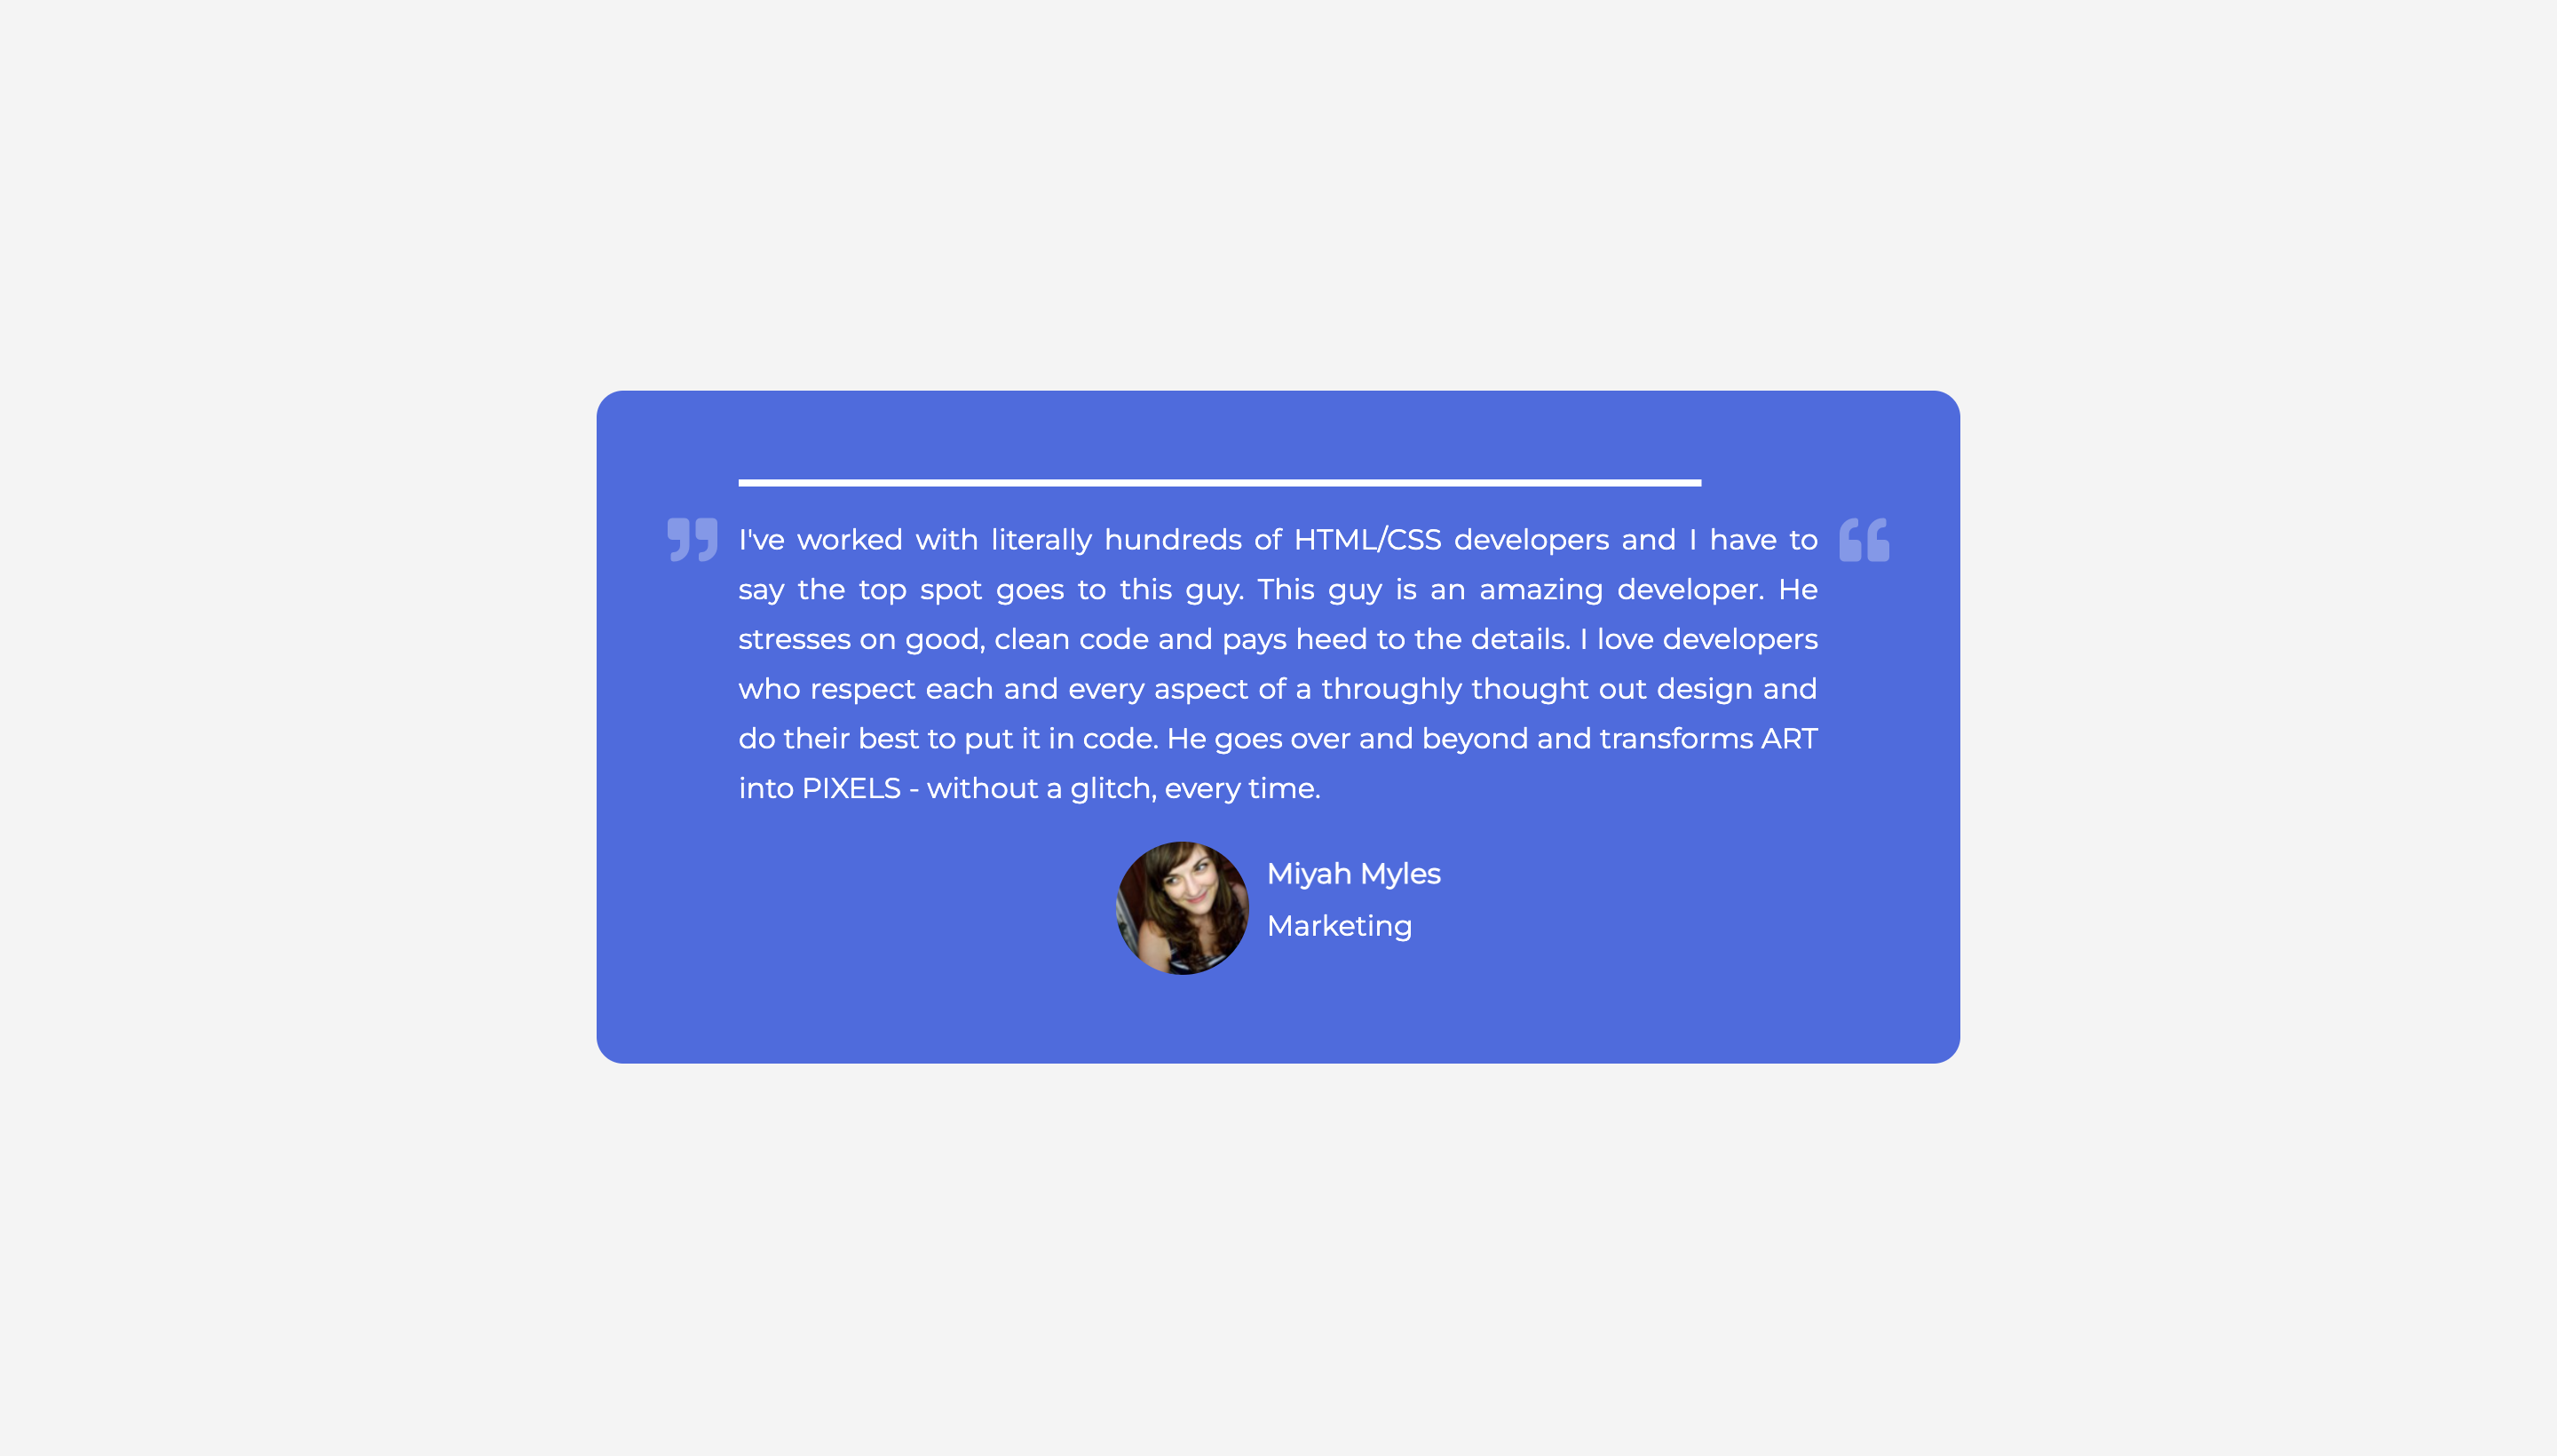 I've worked with literally hundreds of HTML/CSS developers and I have to
say the top spot goes to this guy. This guy is an amazing developer. He
stresses on good, clean code and pays heed to the details. I love developers
who respect each and every aspect of a throughly thought out design and
do their best to put it in code. He goes over and beyond and transforms ART
into PIXELS - without a glitch, every time.
Miyah Myles
Marketing